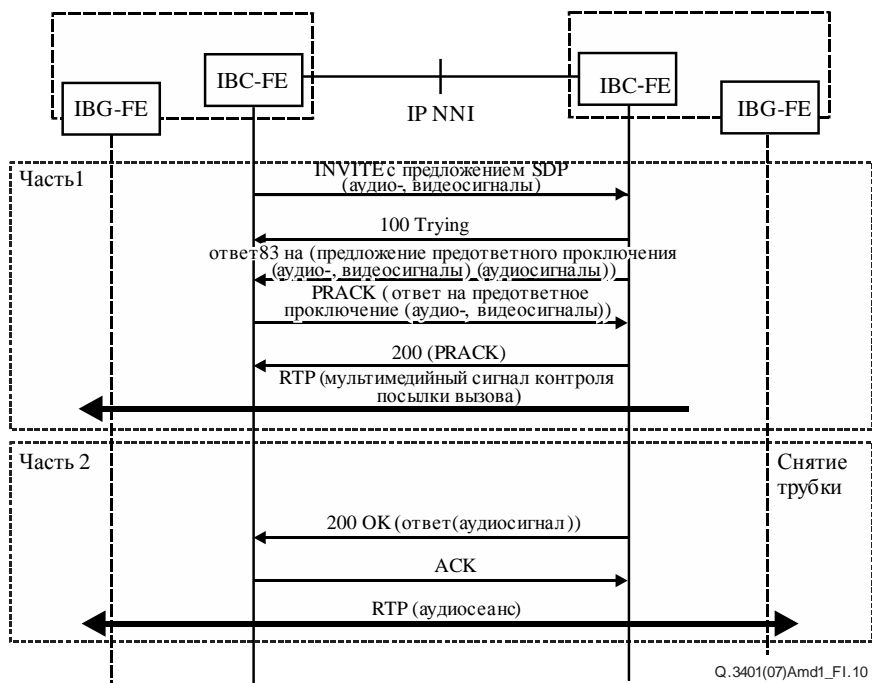 IBC-FE
IBC-FE
IBG-FE
IBG-FE
IP NNI
Часть1
INVITE с предложением SDP
(аудио-, видеосигналы)
100 Trying
ответ83 на (предложение предответного проключения
(аудио-, видеосигналы) (аудиосигналы))
PRACK (ответ на предответное
проключение (аудио-, видеосигналы))
200 (PRACK)
RTP (мультимедийный сигнал контроля
посылки вызова)
Часть 2
Снятие
трубки
200 OK (ответ(аудиосигнал))
ACK
RTP (аудиосеанс)
Q.3401(07)Amd1_FI.10